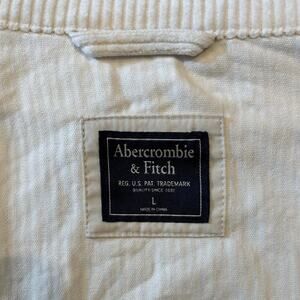 Abercrombie
& Fitch
REG. U.S. PAT. TRADEMARK
QUALITY SINCE 1892
L
MADE IN CHINA